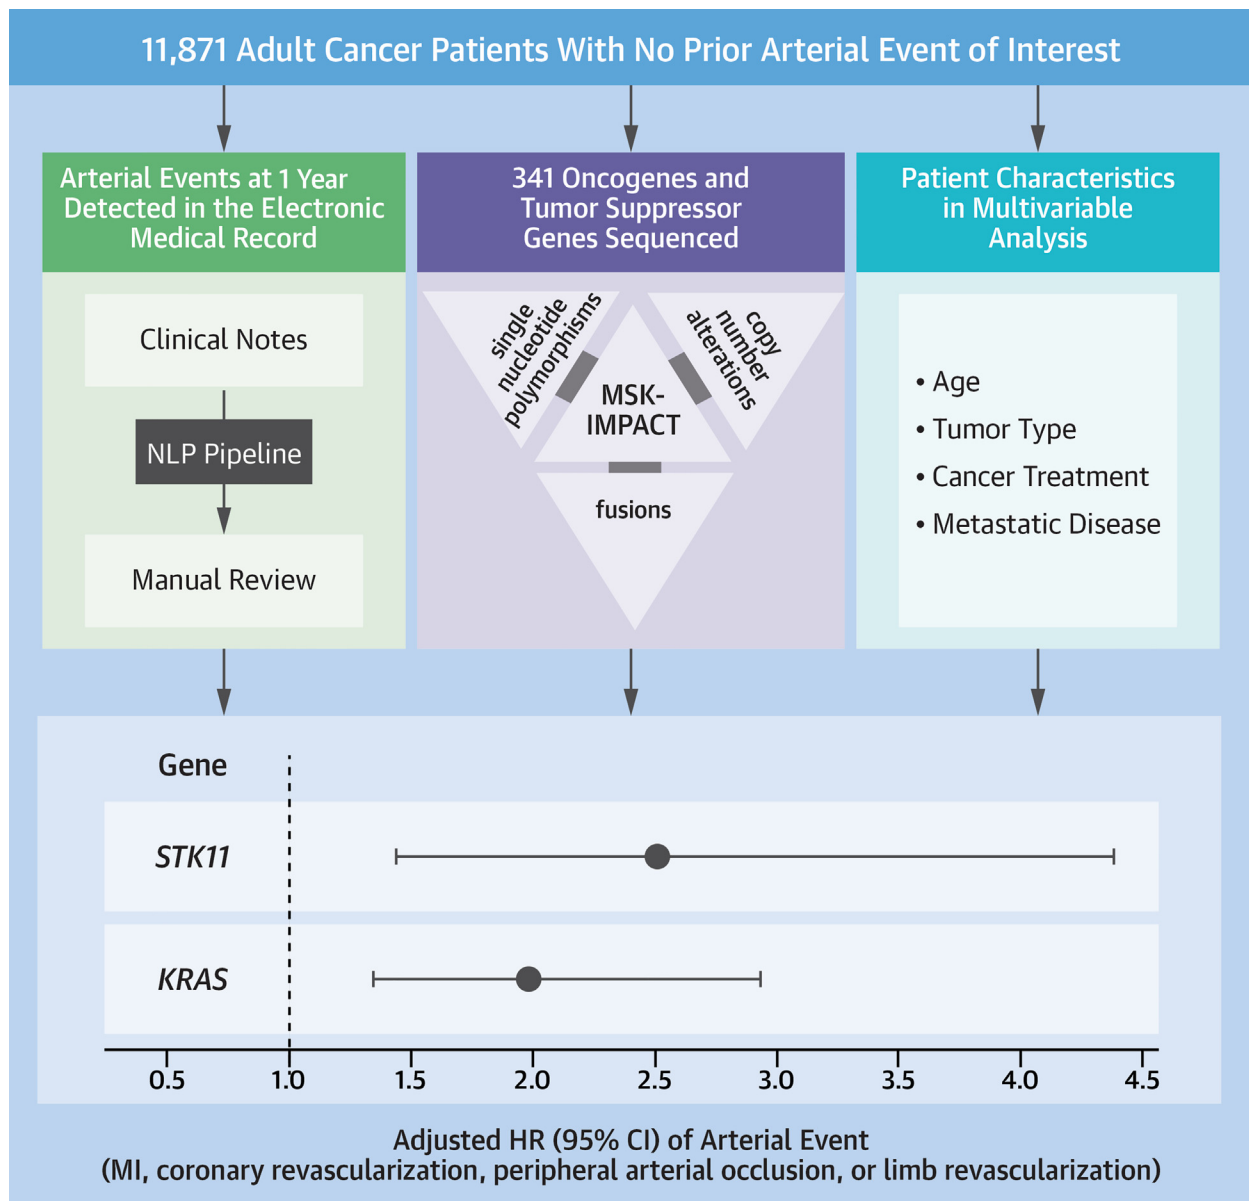 11,871 Adult Cancer Patients With No Prior Arterial Event of Interest
Arterial Events at 1 Year
Detected in the Electronic
Medical Record
Clinical Notes
NLP Pipeline
Manual Review
341 Oncogenes and
Tumor Suppressor
Genes Sequenced
single
nucleotide
polymorphisms
copy
number
alterations
MSK-
IMPACT
fusions
Patient Characteristics
in Multivariable
Analysis
• Age
• Tumor Type
• Cancer Treatment
• Metastatic Disease
Gene
STK11
KRAS
0.5 1.0 1.5 2.0 2.5 3.0 3.5 4.0 4.5
Adjusted HR (95% CI) of Arterial Event
(MI, coronary revascularization, peripheral arterial occlusion, or limb revascularization)